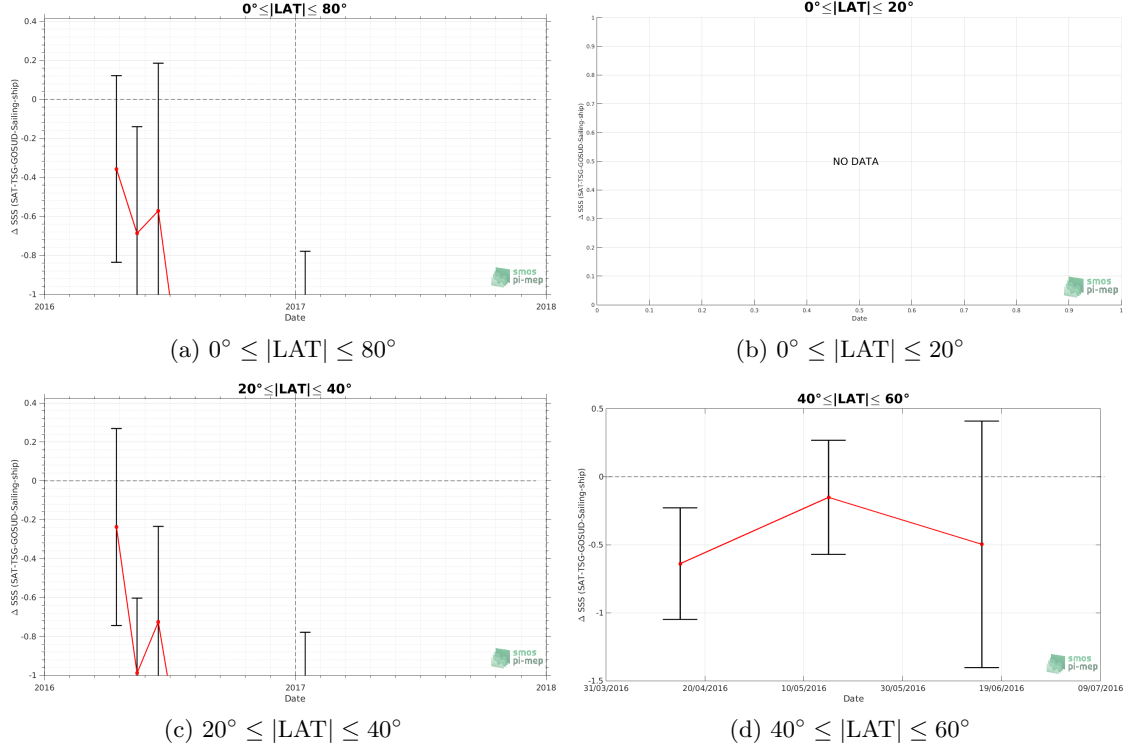 0°≤|LAT|≤ 80°
0.4
0.2
0
-0.2
-0.4
-0.6
-0.8
-1
Δ SSS (SAT-TSG-GOSUD-Sailing-ship)
2016
2017
2018
Date
smos
pi-mep
(a) 0° ≤ |LAT| ≤ 80°
0°≤|LAT|≤ 20°
1
0.9
0.8
0.7
0.6
0.5
0.4
0.3
0.2
0.1
0
Δ SSS (SAT-TSG-GOSUD-Sailing-ship)
NO DATA
0 0.1 0.2 0.3 0.4 0.5 0.6 0.7 0.8 0.9 1
Date
smos
pi-mep
(b) 0° ≤ |LAT| ≤ 20°
20°≤|LAT|≤ 40°
0.4
0.2
0
-0.2
-0.4
-0.6
-0.8
-1
Δ SSS (SAT-TSG-GOSUD-Sailing-ship)
2016
2017
2018
Date
smos
pi-mep
(c) 20° ≤ |LAT| ≤ 40°
40°≤|LAT|≤ 60°
0.5
0
-0.5
-1
-1.5
Δ SSS (SAT-TSG-GOSUD-Sailing-ship)
31/03/2016 20/04/2016 10/05/2016 30/05/2016 19/06/2016 09/07/2016
Date
smos
pi-mep
(d) 40° ≤ |LAT| ≤ 60°